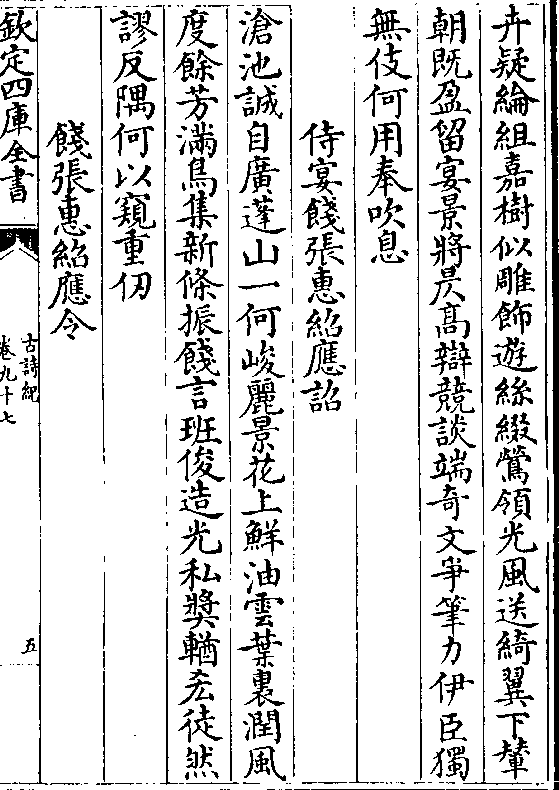 卉疑綸組嘉樹似雕飾遊絲綴鶯領光風送綺翼下輦
朝既盈留宴景將昃高辯競談端奇文爭筆力伊臣獨
無伎何用奉吹息
侍宴餞張惠紹應詔
滄池誠自廣蓬山一何峻麗景花上鮮油雲葉裏潤風
度餘芳滿鳥集新條振餞言班俊造光私獎輶玄徒然
謬反隅何以窺重仞
餞張惠紹應令
欽定四庫全書
古詩紀
卷九十七
五